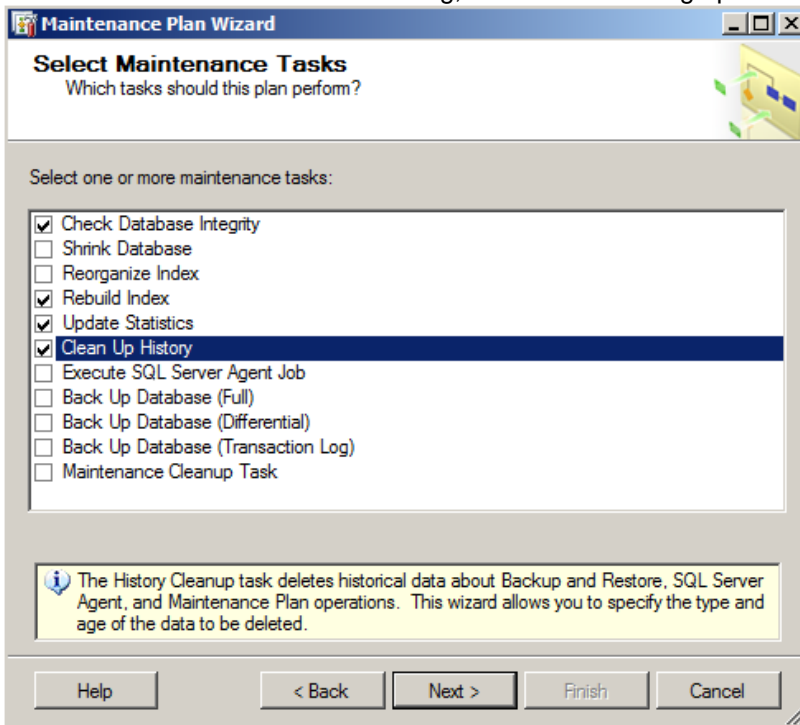 Maintenance Plan Wizard
Select Maintenance Tasks
Which tasks should this plan perform?
Select one or more maintenance tasks:
Check Database Integrity
Shrink Database
Reorganize Index
Rebuild Index
Update Statistics
Clean Up History
Execute SQL Server Agent Job
Back Up Database (Full)
Back Up Database (Differential)
Back Up Database (Transaction Log)
Maintenance Cleanup Task
The History Cleanup task deletes historical data about Backup and Restore, SQL Server
Agent, and Maintenance Plan operations. This wizard allows you to specify the type and
age of the data to be deleted.
Help < Back Next > Finish Cancel